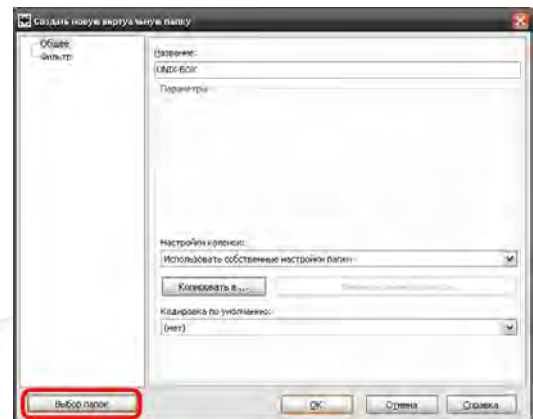 Создать новую виртуальную папку
Общее
Фильтр
Название:
UNIX-BOX
Параметры
Настройки колонок:
Использовать собственные настройки папки
Копировать в ...
Кодировка по умолчанию:
(нет)
Выбор папок
OK
Отмена
Справка